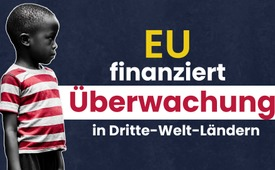 EU
finanziert
Überwachung
in Dritte-Welt-Ländern